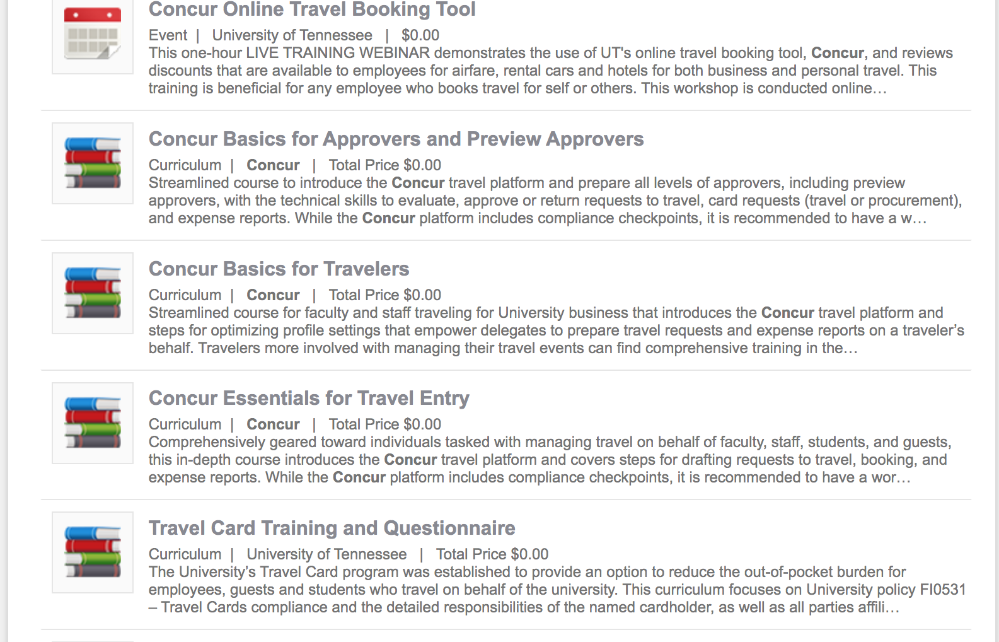 Concur Online Travel Booking Tool
Event | University of Tennessee | $0.00
This one-hour LIVE TRAINING WEBINAR demonstrates the use of UT's online travel booking tool, Concur, and reviews
discounts that are available to employees for airfare, rental cars and hotels for both business and personal travel. This
training is beneficial for any employee who books travel for self or others. This workshop is conducted online…
Concur Basics for Approvers and Preview Approvers
Curriculum | Concur | Total Price $0.00
Streamlined course to introduce the Concur travel platform and prepare all levels of approvers, including preview
approvers, with the technical skills to evaluate, approve or return requests to travel, card requests (travel or procurement),
and expense reports. While the Concur platform includes compliance checkpoints, it is recommended to have a w…
Concur Basics for Travelers
Curriculum | Concur | Total Price $0.00
Streamlined course for faculty and staff traveling for University business that introduces the Concur travel platform and
steps for optimizing profile settings that empower delegates to prepare travel requests and expense reports on a traveler’s
behalf. Travelers more involved with managing their travel events can find comprehensive training in the…
Concur Essentials for Travel Entry
Curriculum | Concur | Total Price $0.00
Comprehensively geared toward individuals tasked with managing travel on behalf of faculty, staff, students, and guests,
this in-depth course introduces the Concur travel platform and covers steps for drafting requests to travel, booking, and
expense reports. While the Concur platform includes compliance checkpoints, it is recommended to have a wor…
Travel Card Training and Questionnaire
Curriculum | University of Tennessee | Total Price $0.00
The University’s Travel Card program was established to provide an option to reduce the out-of-pocket burden for
employees, guests and students who travel on behalf of the university. This curriculum focuses on University policy FI0531
– Travel Cards compliance and the detailed responsibilities of the named cardholder, as well as all parties affili…